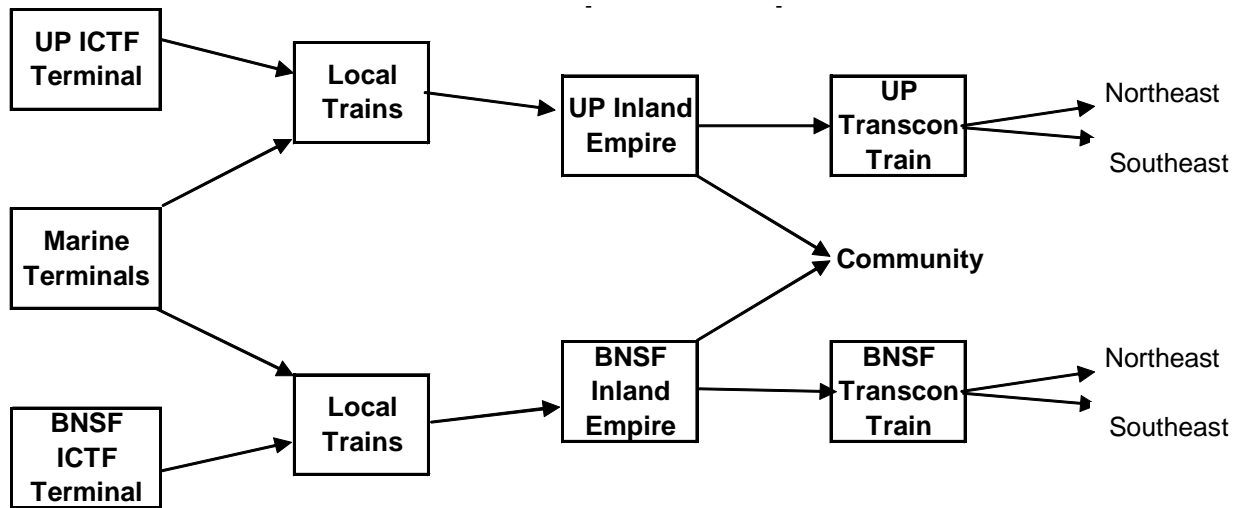 UP ICTF
Terminal
Local
Trains
UP Inland
Empire
UP
Transcon
Train
Northeast
Southeast
Marine
Terminals
Community
BNSF
ICTF
Terminal
Local
Trains
BNSF
Inland
Empire
BNSF
Transcon
Train
Northeast
Southeast